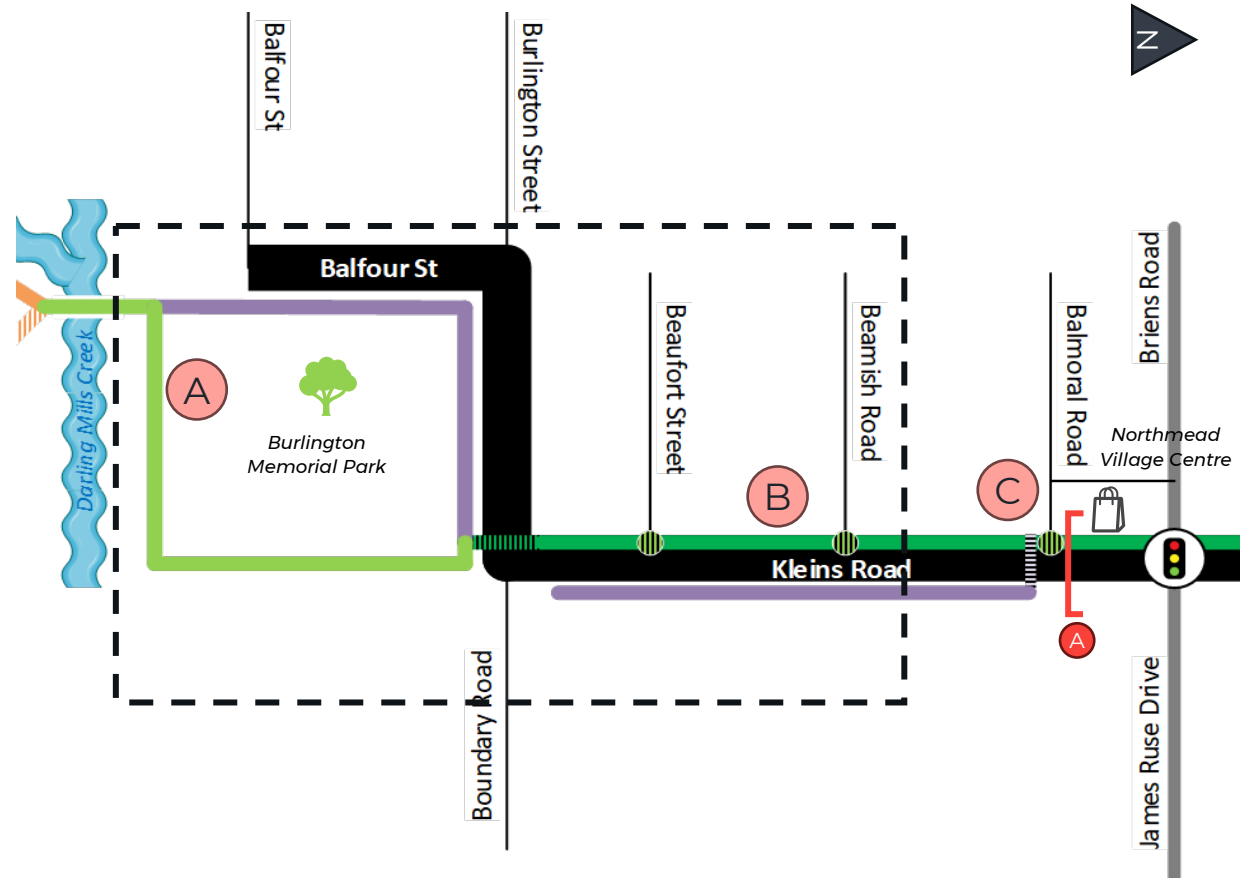 N
Balfour St
Burlington Street
Balfour St
Briens Road
Beaufort Street
Beamish Road
Balmoral Road
Darling Mills Creek
A
Burlington
Memorial Park
Northmead
Village Centre
B
C
Kleins Road
A
Boundary Road
James Ruse Drive